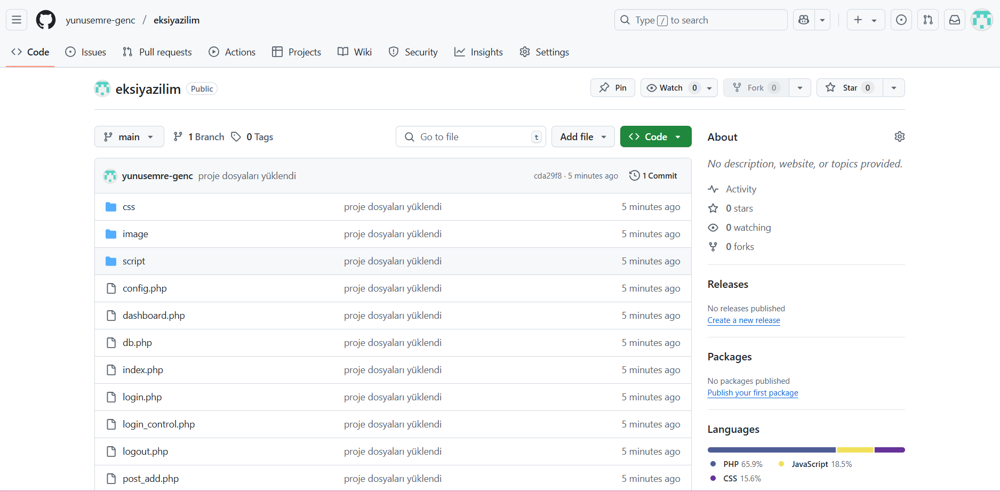 yunusemre-genc / eksiyazilim
Type / to search
Code Issues Pull requests Actions Projects Wiki Security Insights Settings
eksiyazilim Public
Pin Watch 0 Fork 0 Star 0
main 1 Branch 0 Tags Go to file t Add file Code
yunusemre-genc proje dosyaları yüklendi cda29f8 · 5 minutes ago 1 Commit
css proje dosyaları yüklendi 5 minutes ago
image proje dosyaları yüklendi 5 minutes ago
script proje dosyaları yüklendi 5 minutes ago
config.php proje dosyaları yüklendi 5 minutes ago
dashboard.php proje dosyaları yüklendi 5 minutes ago
db.php proje dosyaları yüklendi 5 minutes ago
index.php proje dosyaları yüklendi 5 minutes ago
login.php proje dosyaları yüklendi 5 minutes ago
login_control.php proje dosyaları yüklendi 5 minutes ago
logout.php proje dosyaları yüklendi 5 minutes ago
post_add.php proje dosyaları yüklendi 5 minutes ago
About
No description, website, or topics provided.
Activity
0 stars
0 watching
0 forks
Releases
No releases published
Create a new release
Packages
No packages published
Publish your first package
Languages
PHP 65.9% JavaScript 18.5%
CSS 15.6%